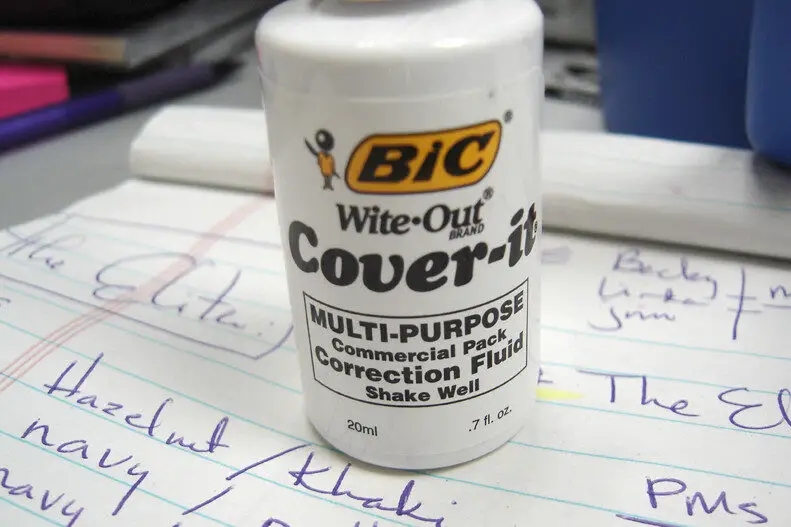 BIC®
Wite•Out®
BRAND
Cover-it®
MULTI-PURPOSE
Commercial Pack
Correction Fluid
Shake Well
20ml .7 fl. oz.
the Elite:
Hazelnut / Khaki
navy /
navy /
Becky
Linda
The El
PMs